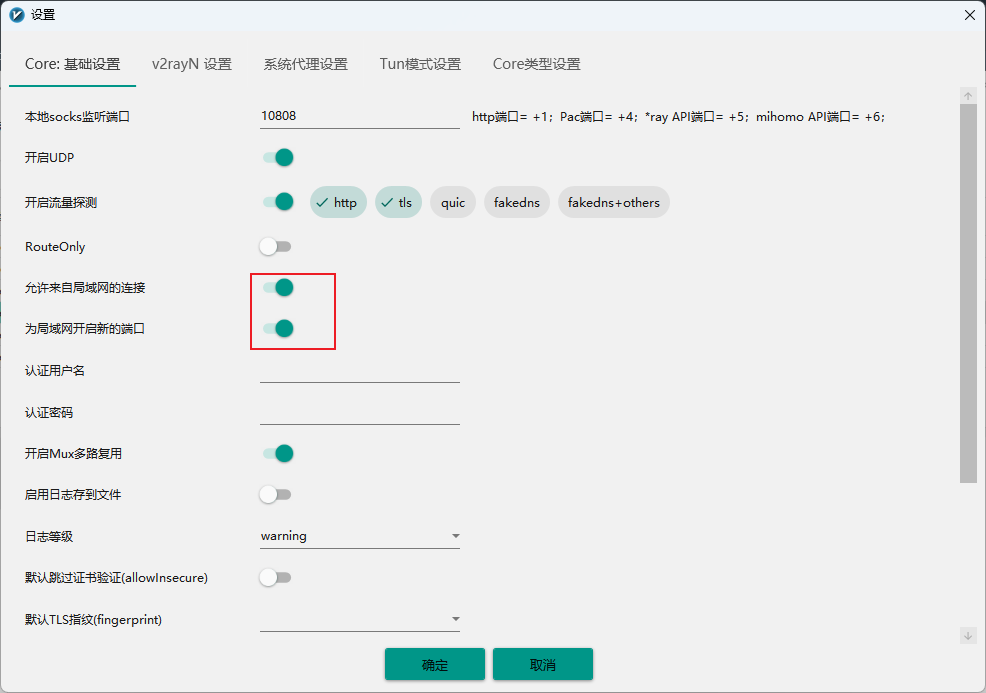 设置
Core: 基础设置 v2rayN 设置 系统代理设置 Tun模式设置 Core类型设置
本地socks监听端口 10808 http端口= +1; Pac端口= +4; *ray API端口= +5; mihomo API端口= +6;
开启UDP
开启流量探测 http tls quic fakedns fakedns+others
RouteOnly
允许来自局域网的连接
为局域网开启新的端口
认证用户名
认证密码
开启Mux多路复用
启用日志存到文件
日志等级 warning
默认跳过证书验证(allowInsecure)
默认TLS指纹(fingerprint)
确定 取消